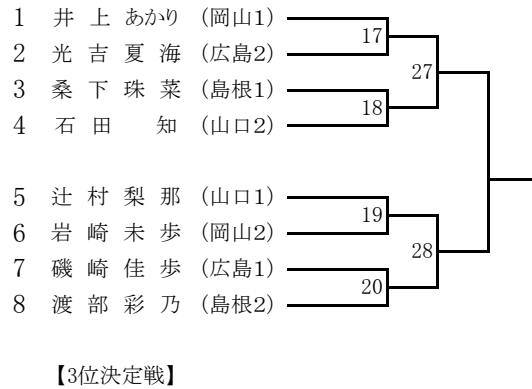 1 井上あかり (岡山1)
17
2 光吉夏海 (広島2)
27
3 桑下珠菜 (島根1)
18
4 石田 知 (山口2)
5 辻村梨那 (山口1)
19
6 岩崎未歩 (岡山2)
28
7 磯崎佳歩 (広島1)
20
8 渡部彩乃 (島根2)
【3位決定戦】